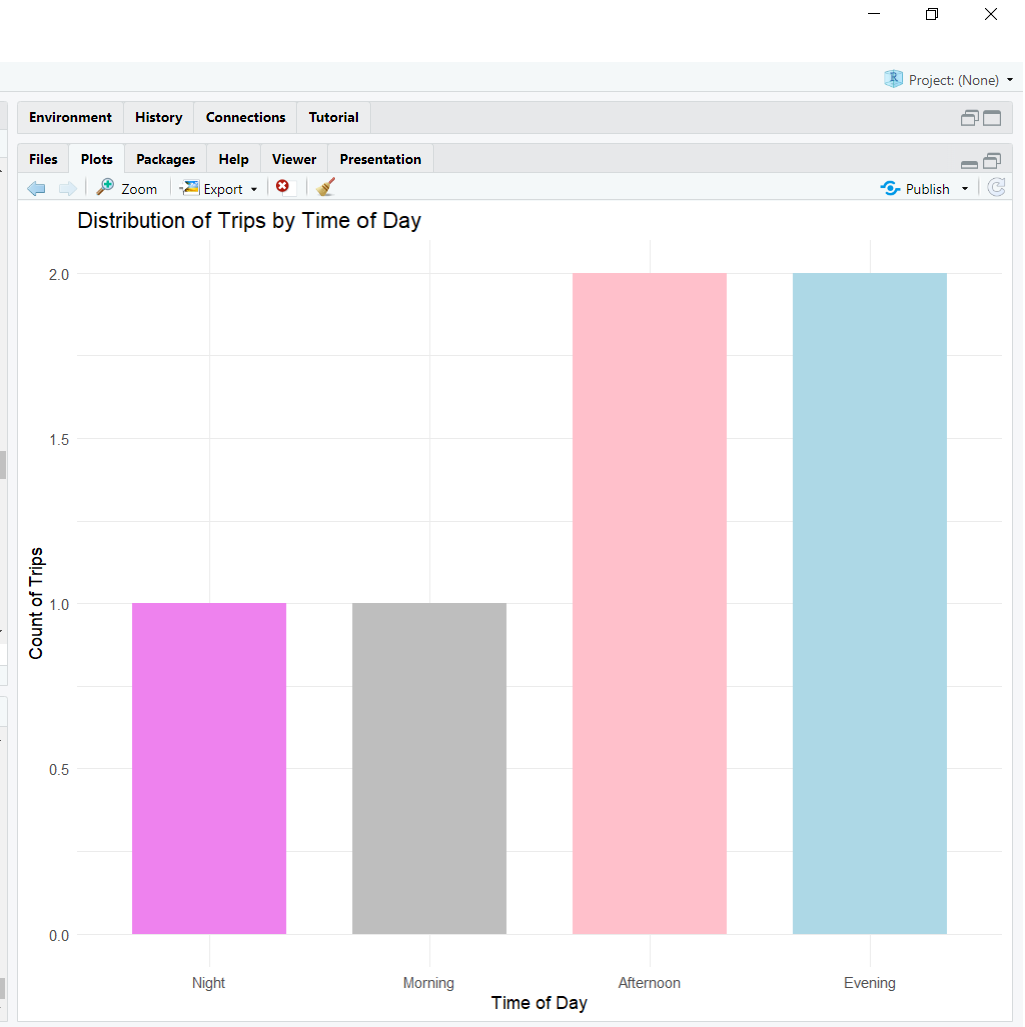 Project: (None)
Environment History Connections Tutorial
Files Plots Packages Help Viewer Presentation
Zoom Export Publish
Distribution of Trips by Time of Day
2.0
1.5
1.0
0.5
0.0
Count of Trips
Night Morning Afternoon Evening
Time of Day